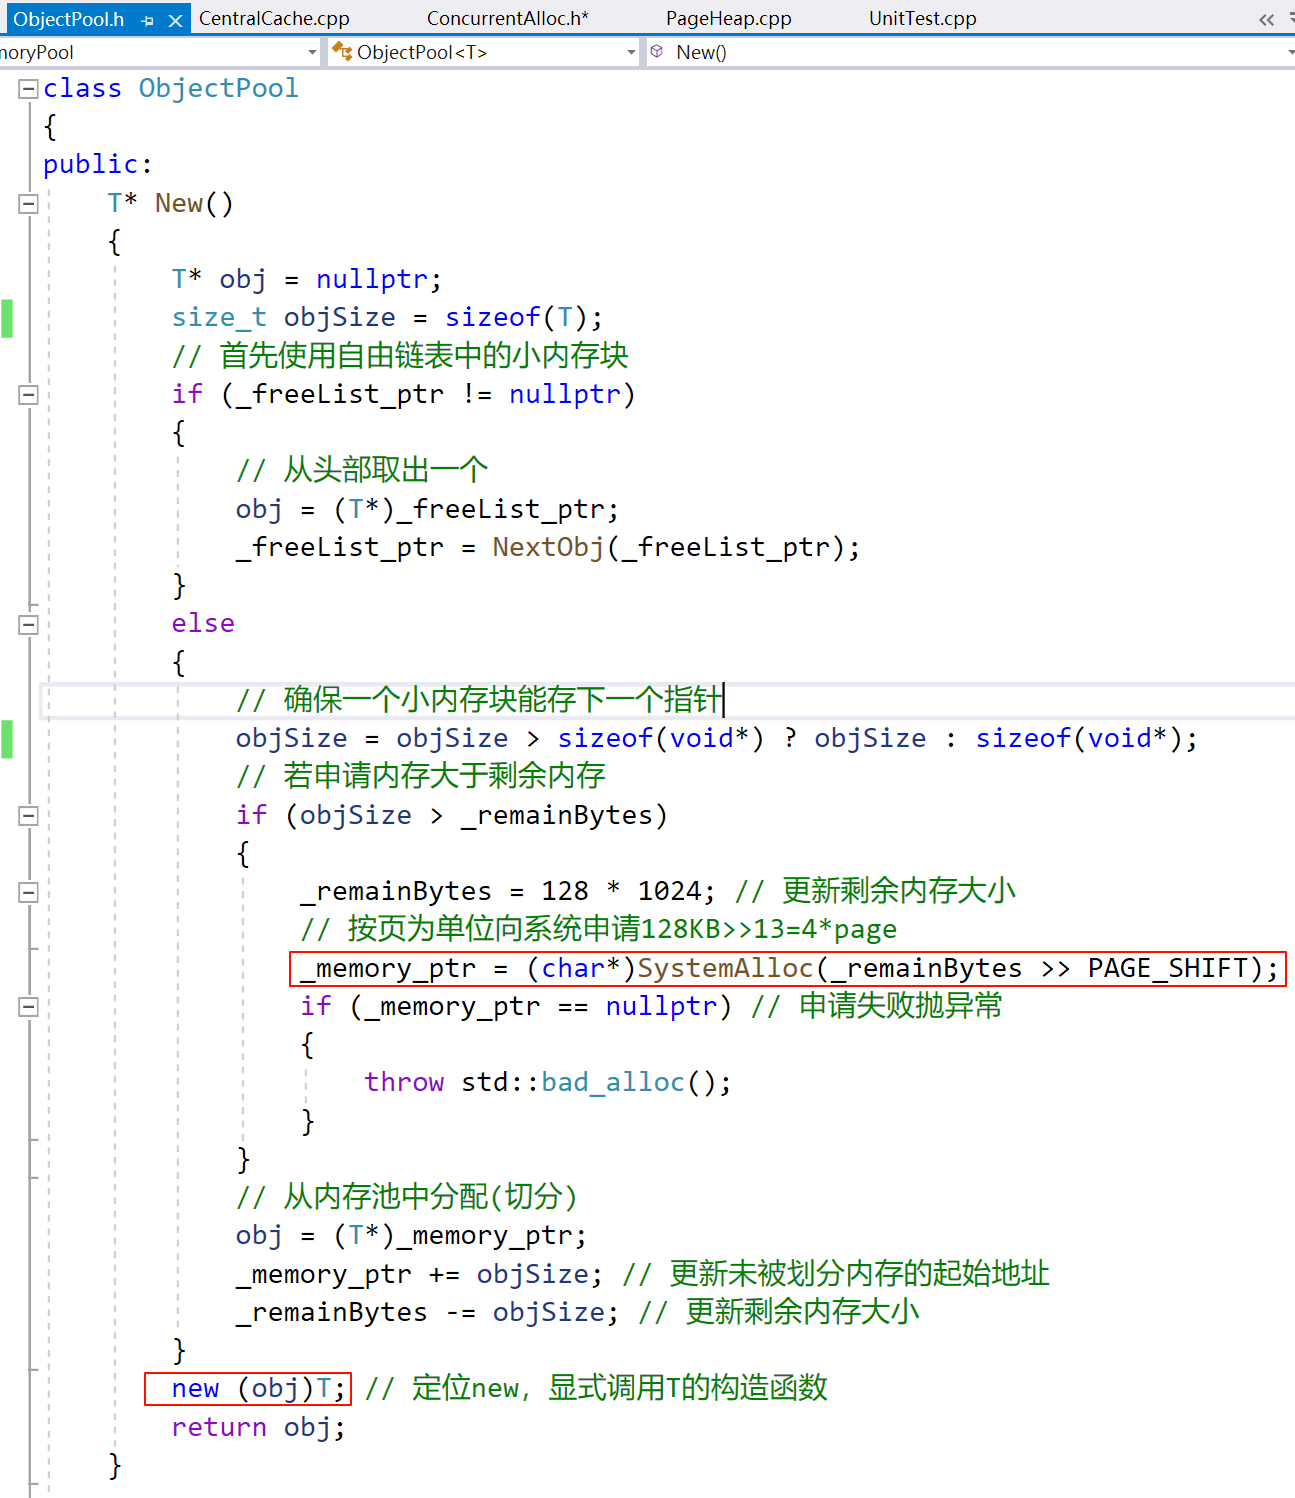 ObjectPool.h CentralCache.cpp ConcurrentAlloc.h* PageHeap.cpp UnitTest.cpp
noryPool ObjectPool<T> New()
class ObjectPool
{
public:
    T* New()
    {
        T* obj = nullptr;
        size_t objSize = sizeof(T);
        // 首先使用自由链表中的小内存块
        if (_freeList_ptr != nullptr)
        {
            // 从头部取出一个
            obj = (T*)_freeList_ptr;
            _freeList_ptr = NextObj(_freeList_ptr);
        }
        else
        {
            // 确保一个小内存块能存下一个指针
            objSize = objSize > sizeof(void*) ? objSize : sizeof(void*);
            // 若申请内存大于剩余内存
            if (objSize > _remainBytes)
            {
                _remainBytes = 128 * 1024; // 更新剩余内存大小
                // 按页为单位向系统申请128KB>>13=4*page
                _memory_ptr = (char*)SystemAlloc(_remainBytes >> PAGE_SHIFT);
                if (_memory_ptr == nullptr) // 申请失败抛异常
                {
                    throw std::bad_alloc();
                }
            }
            // 从内存池中分配(切分)
            obj = (T*)_memory_ptr;
            _memory_ptr += objSize; // 更新未被划分内存的起始地址
            _remainBytes -= objSize; // 更新剩余内存大小
        }
        new (obj)T; // 定位new，显式调用T的构造函数
        return obj;
    }